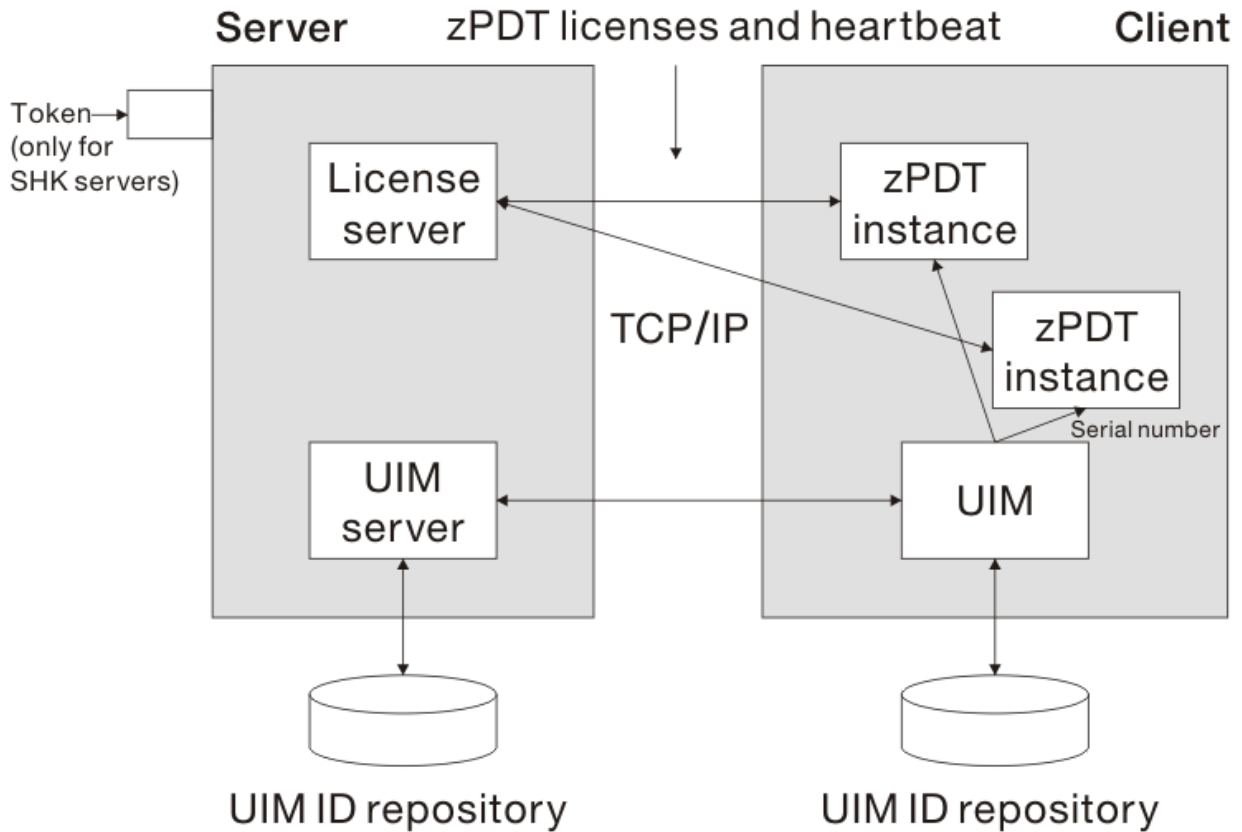 Server
zPDT licenses and heartbeat
Client
Token
(only for
SHK servers)
License
server
zPDT
instance
TCP/IP
zPDT
instance
Serial number
UIM
server
UIM
UIM ID repository
UIM ID repository